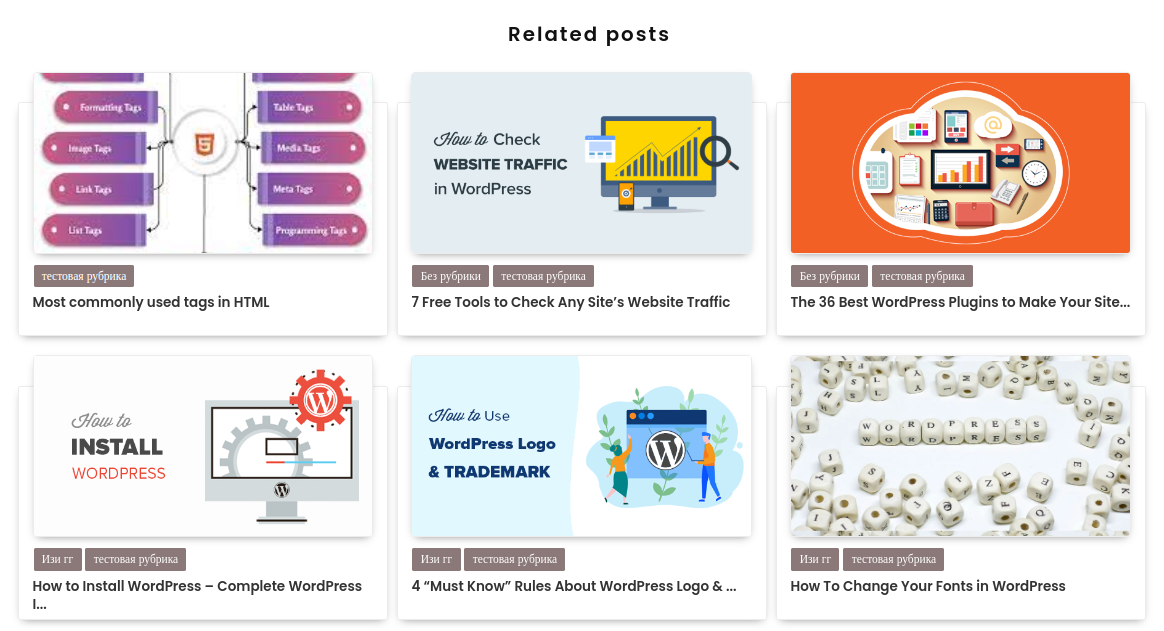 Related posts
Formatting Tags
Table Tags
Image Tags
Media Tags
Link Tags
Meta Tags
List Tags
Programming Tags
How to Check
WEBSITE TRAFFIC
in WordPress
тестовая рубрика
Без рубрики тестовая рубрика
Без рубрики тестовая рубрика
Most commonly used tags in HTML
7 Free Tools to Check Any Site’s Website Traffic
The 36 Best WordPress Plugins to Make Your Site...
How to
INSTALL
WORDPRESS
How to Use
WordPress Logo
& TRADEMARK
WORDPRESS
Изи гг тестовая рубрика
Изи гг тестовая рубрика
Изи гг тестовая рубрика
How to Install WordPress – Complete WordPress
I...
4 “Must Know” Rules About WordPress Logo & ...
How To Change Your Fonts in WordPress